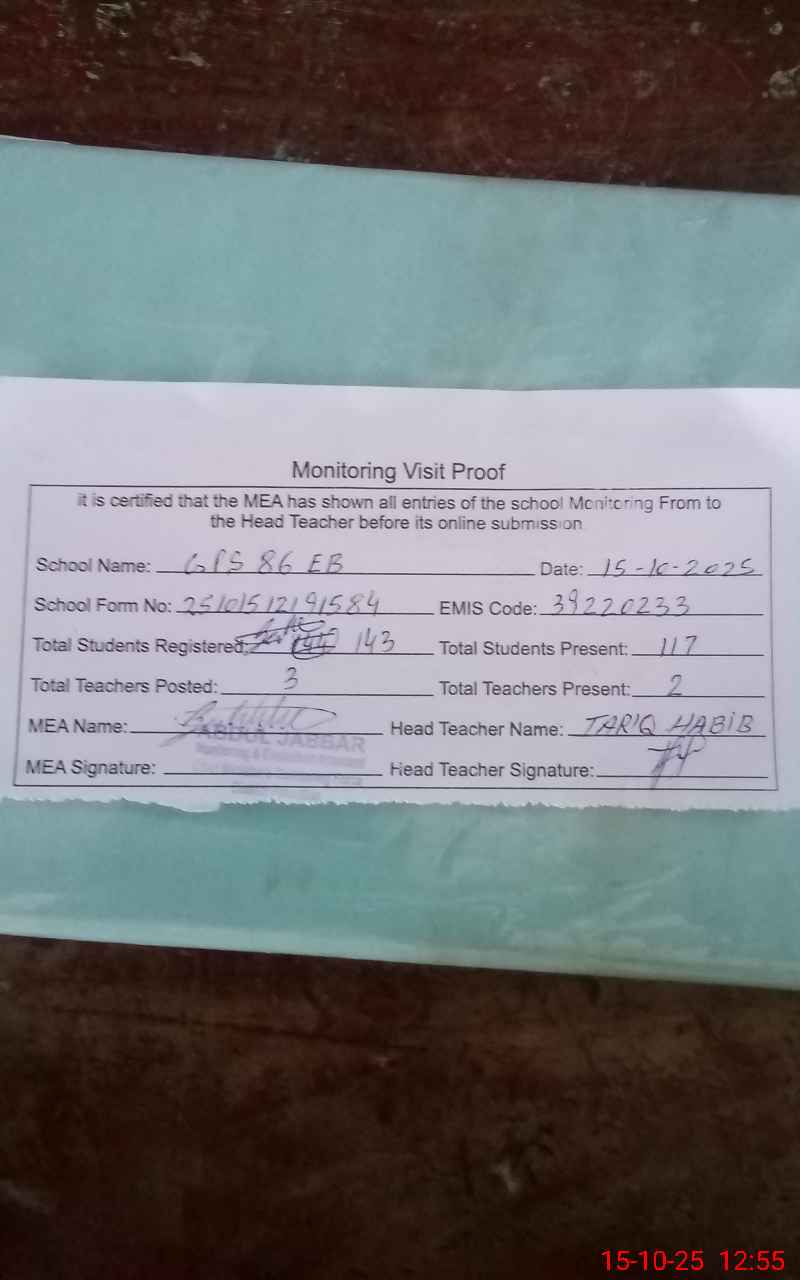 Monitoring Visit Proof
it is certified that the MEA has shown all entries of the school Monitoring From to
the Head Teacher before its online submission
School Name: GPS 86 EB Date: 15-10-2025
School Form No: 25101512191584 EMIS Code: 39220233
Total Students Registered: 143 Total Students Present: 117
Total Teachers Posted: 3 Total Teachers Present: 2
MEA Name: Head Teacher Name: TARIQ HABIB
ABDUL JABBAR
MEA Signature: Head Teacher Signature:
15-10-25 12:55